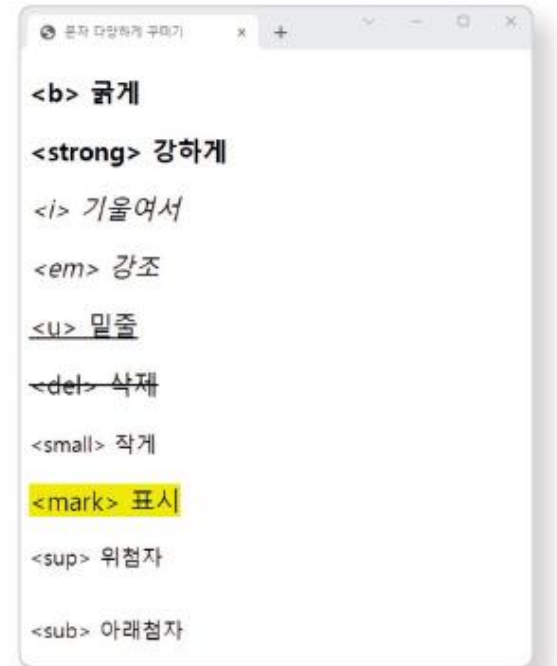 문자 다양하게 꾸미기
<b> 굵게
<strong> 강하게
<i> 기울여서
<em> 강조
<u> 밑줄
<del> 삭제
<small> 작게
<mark> 표시
<sup> 위첨자
<sub> 아래첨자